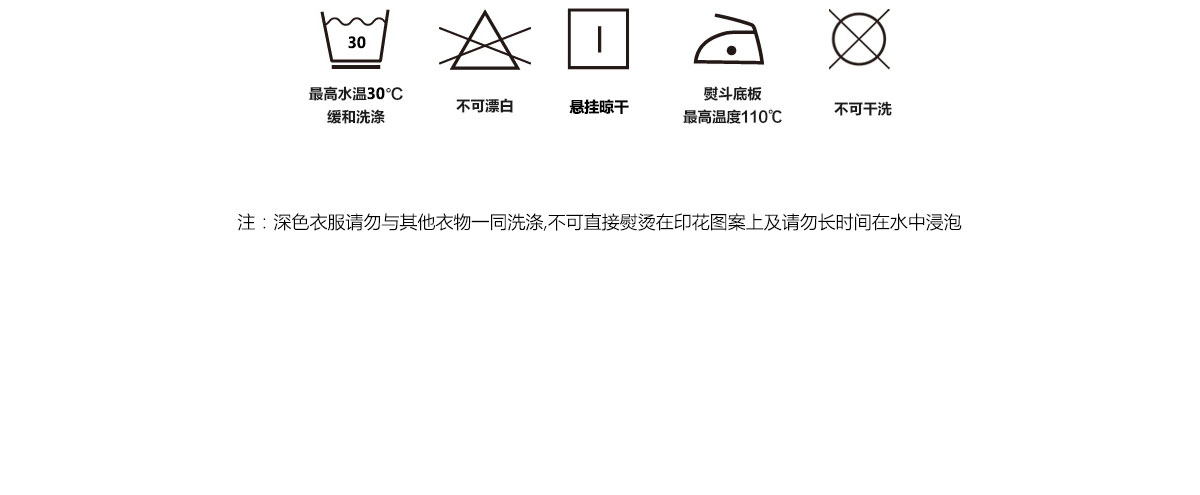 30
最高水温30℃
缓和洗涤
不可漂白
悬挂晾干
熨斗底板
最高温度110℃
不可干洗
注：深色衣服请勿与其他衣物一同洗涤,不可直接熨烫在印花图案上及请勿长时间在水中浸泡